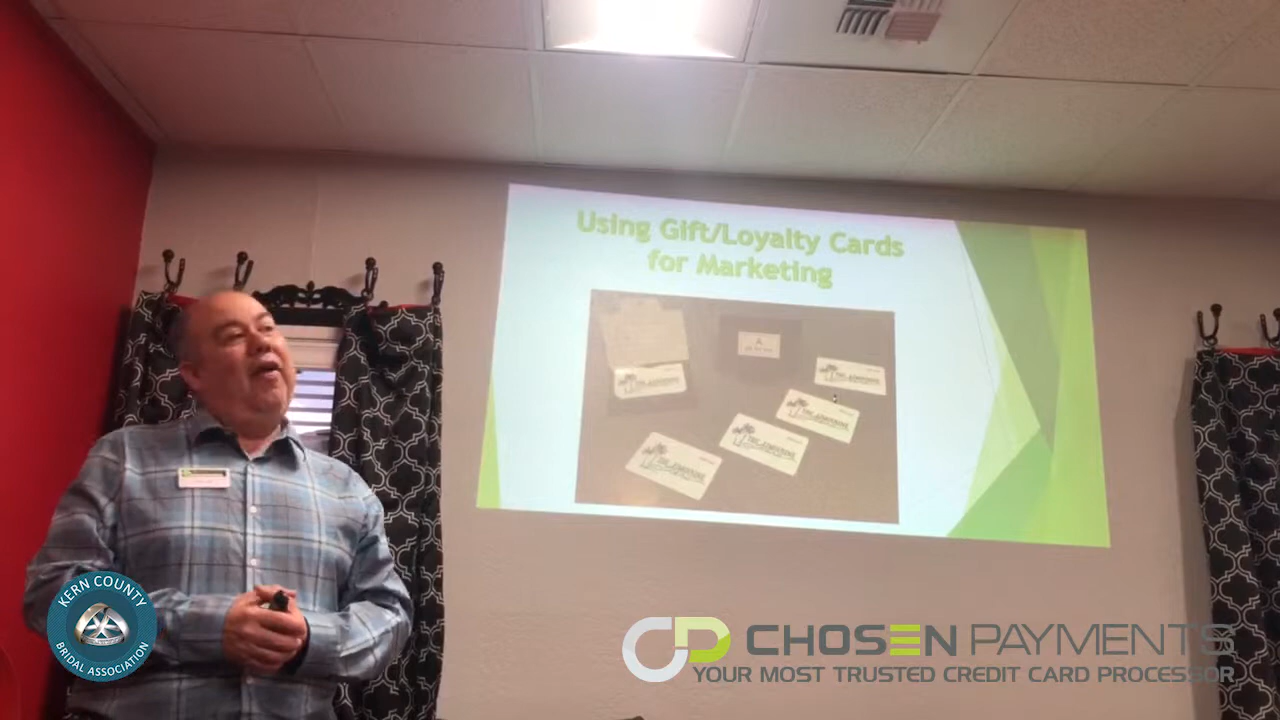 Using Gift/Loyalty Cards
for Marketing
KERN COUNTY
BRIDAL ASSOCIATION
CHOSEN PAYMENTS
YOUR MOST TRUSTED CREDIT CARD PROCESSOR